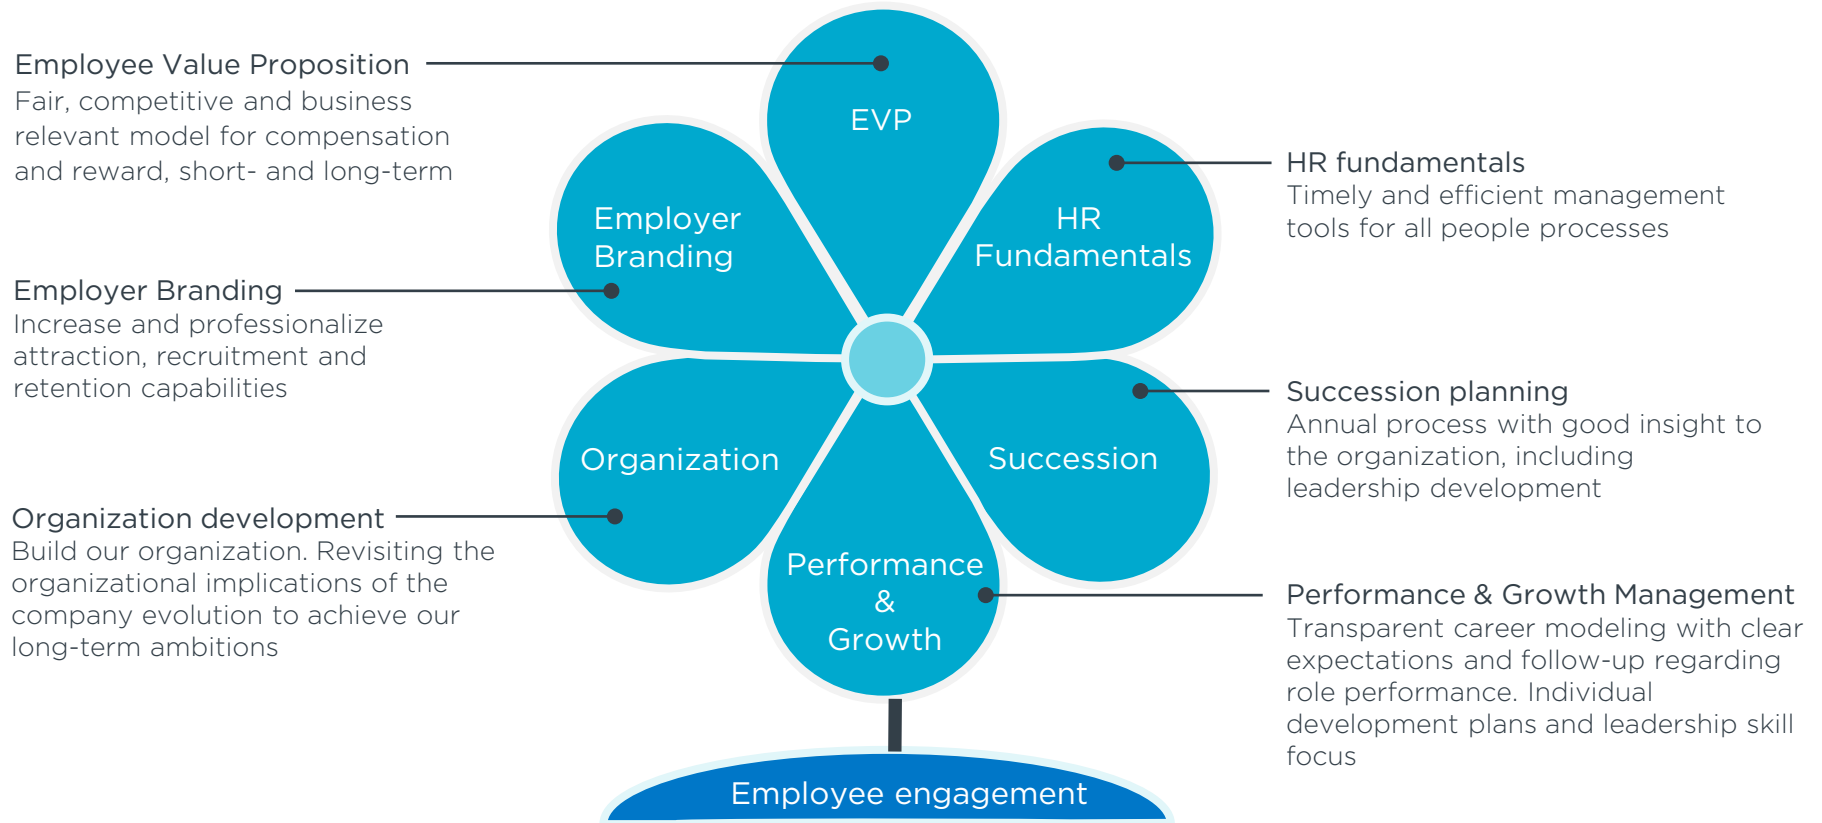 Employee Value Proposition
Fair, competitive and business
relevant model for compensation
and reward, short- and long-term
Employer Branding
Increase and professionalize
attraction, recruitment and
retention capabilities
Organization development
Build our organization. Revisiting the
organizational implications of the
company evolution to achieve our
long-term ambitions
EVP
Employer
Branding
HR
Fundamentals
Organization
Succession
Performance
&
Growth
Employee engagement
HR fundamentals
Timely and efficient management
tools for all people processes
Succession planning
Annual process with good insight to
the organization, including
leadership development
Performance & Growth Management
Transparent career modeling with clear
expectations and follow-up regarding
role performance. Individual
development plans and leadership skill
focus